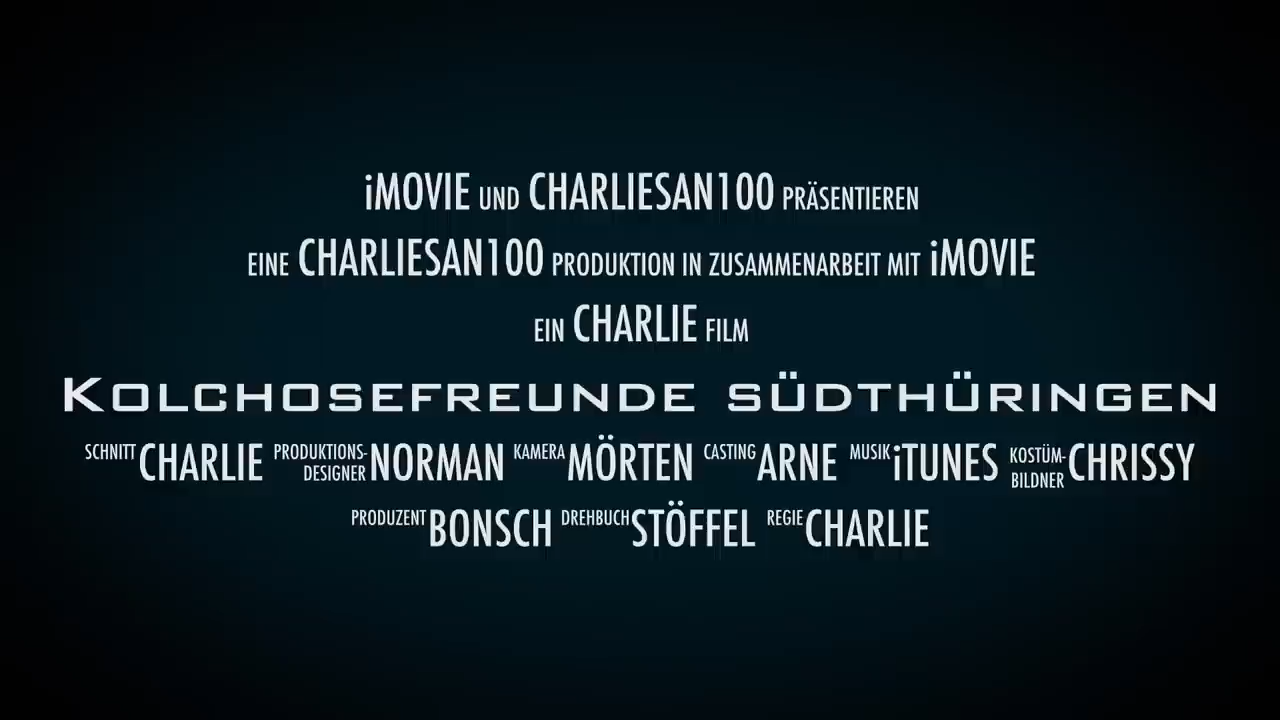 iMOVIE UND CHARLIESAN100 PRÄSENTIEREN
EINE CHARLIESAN100 PRODUKTION IN ZUSAMMENARBEIT MIT iMOVIE
EIN CHARLIE FILM
KOLCHOSEFREUNDE SÜDTHÜRINGEN
SCHNITT CHARLIE PRODUKTIONS-DESIGNER NORMAN KAMERA MÖRTEN CASTING ARNE MUSIK iTUNES KOSTÜM-BILDNER CHRISSY
PRODUZENT BONSCH DREHBUCH STÖFFEL REGIE CHARLIE